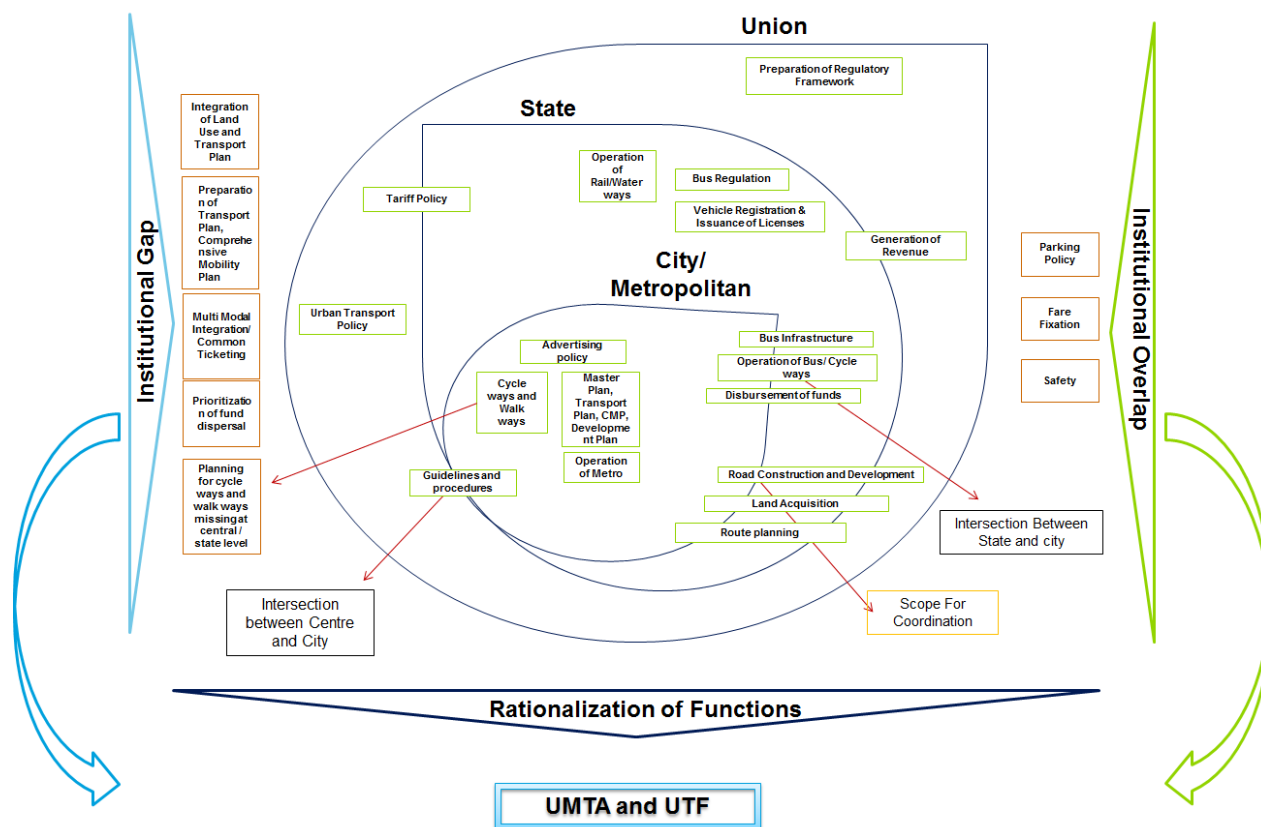 Union
Preparation of Regulatory
Framework
State
Integration
of Land
Use and
Transport
Plan
Operation
of
Rail/Water
ways
Bus Regulation
Tariff Policy
Vehicle Registration &
Issuance of Licenses
Preparatio
n of
Transport
Plan,
Comprehe
nsive
Mobility
Plan
Institutional Gap
Generation of
Revenue
City/
Metropolitan
Parking
Policy
Institutional Overlap
Multi Modal
Integration/
Common
Ticketing
Urban Transport
Policy
Fare
Fixation
Bus Infrastructure
Advertising
policy
Operation of Bus/ Cycle
ways
Safety
Cycle
ways and
Walk
ways
Master
Plan,
Transport
Plan, CMP,
Developme
nt Plan
Disbursement of funds
Prioritizatio
n of fund
dispersal
Operation
of Metro
Planning
for cycle
ways and
walk ways
missing at
central /
state level
Guidelines and
procedures
Road Construction and Development
Land Acquisition
Route planning
Intersection Between
State and city
Intersection
between Centre
and City
Scope For
Coordination
Rationalization of Functions
UMTA and UTF